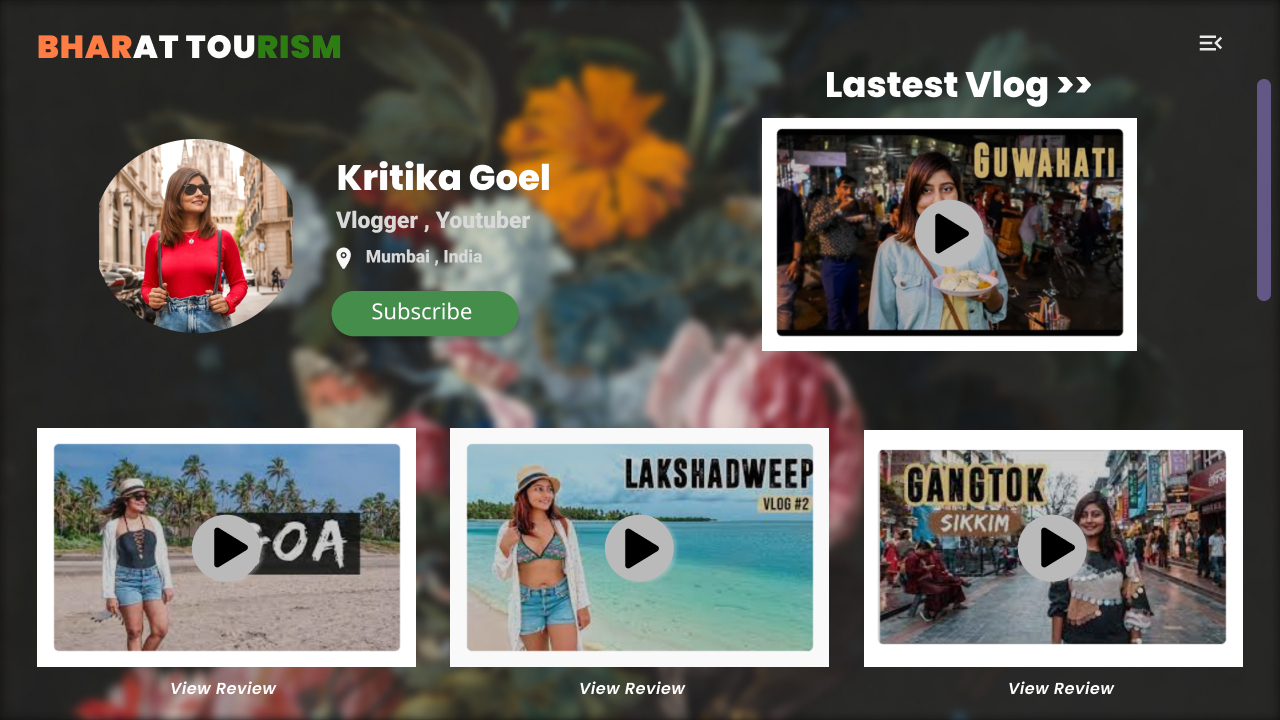 BHARAT TOURISM
Lastest Vlog >>
GUWAHATI
Kritika Goel
Vlogger , Youtuber
Mumbai , India
Subscribe
GOA
LAKSHADWEEP
VLOG #2
GANGTOK
SIKKIM
View Review
View Review
View Review